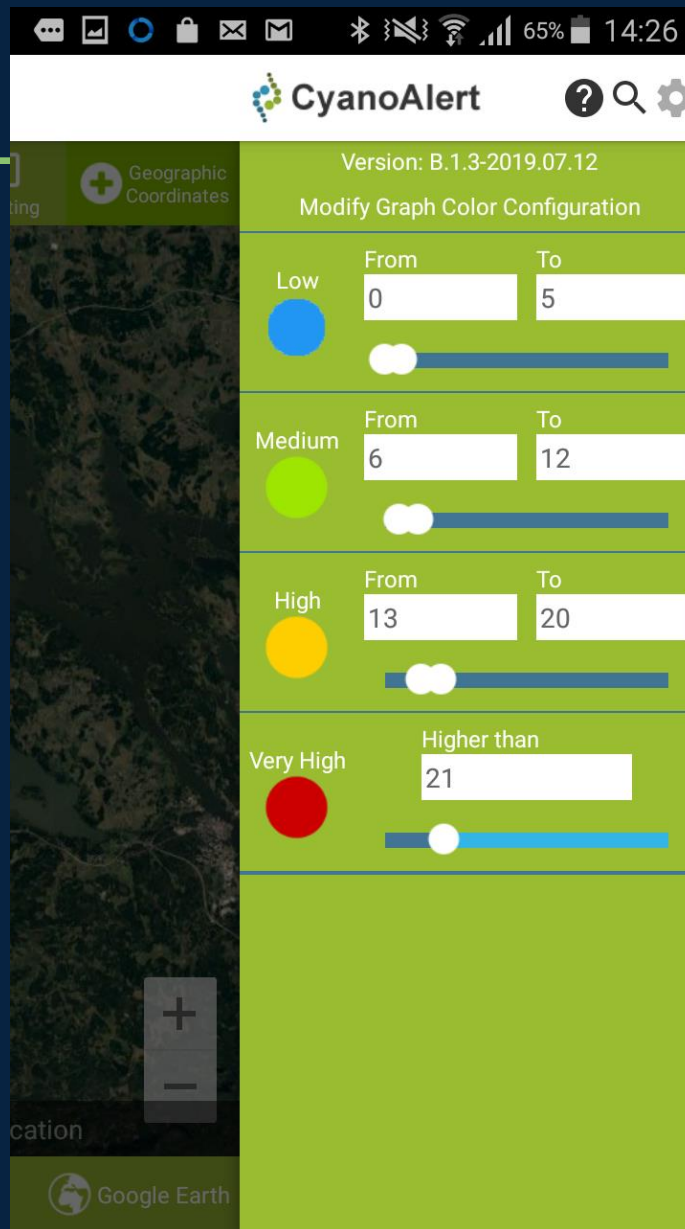 65% 14:26
CyanoAlert
Geographic
Coordinates
Version: B.1.3-2019.07.12
Modify Graph Color Configuration
Low
From
To
0
5
Medium
From
To
6
12
High
From
To
13
20
Very High
Higher than
21
cation
Google Earth